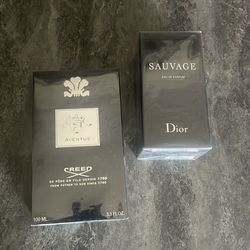 AVENTUS
CREED
DE PÈRE EN FILS DEPUIS 1760
FROM FATHER TO SON SINCE 1760
100 ML
3.3 FL.OZ.
SAUVAGE
EAU DE PARFUM
Dior